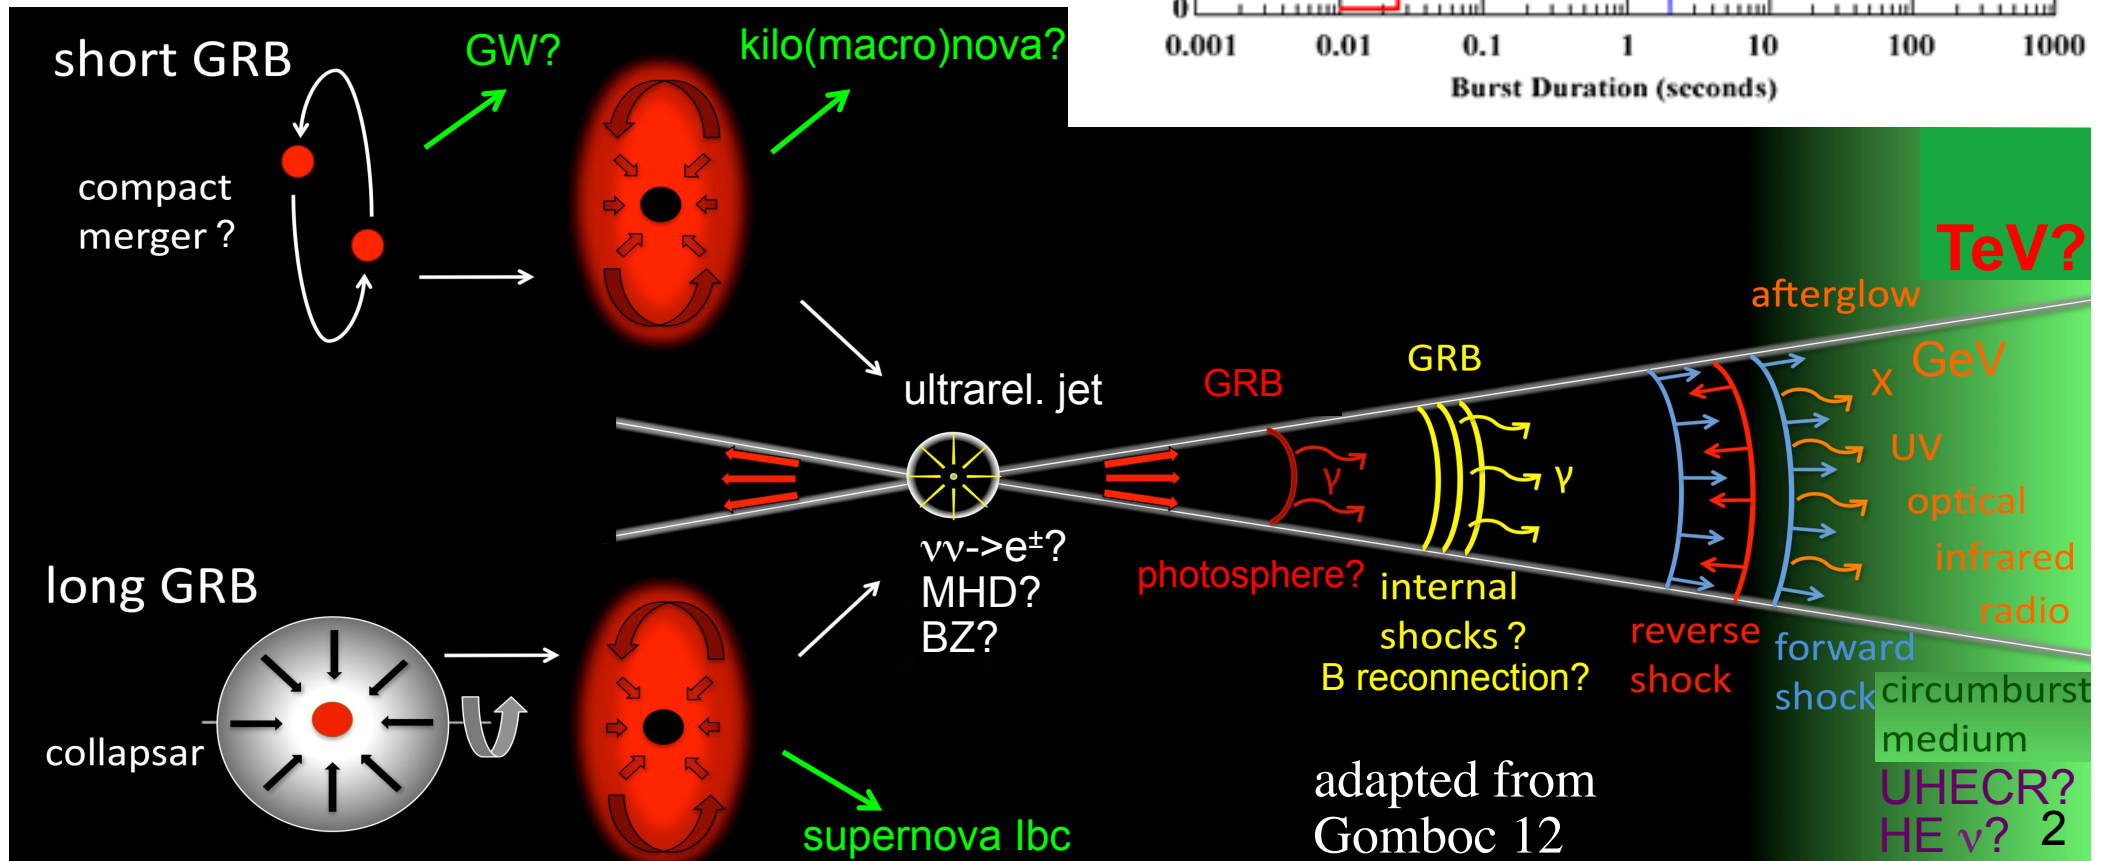 0
0.001 0.01 0.1 1 10 100 1000
Burst Duration (seconds)
short GRB
GW?
kilo(macro)nova?
compact
merger ?
TeV?
afterglow
GRB
GRB
GeV
X
UV
optical
infrared
radio
ultrarel. jet
γ
γ
νν->e±?
MHD?
BZ?
photosphere?
internal
shocks ?
B reconnection?
reverse
shock
forward
shock
circumburst
medium
long GRB
collapsar
supernova Ibc
adapted from
Gomboc 12
UHECR?
HE ν?
2